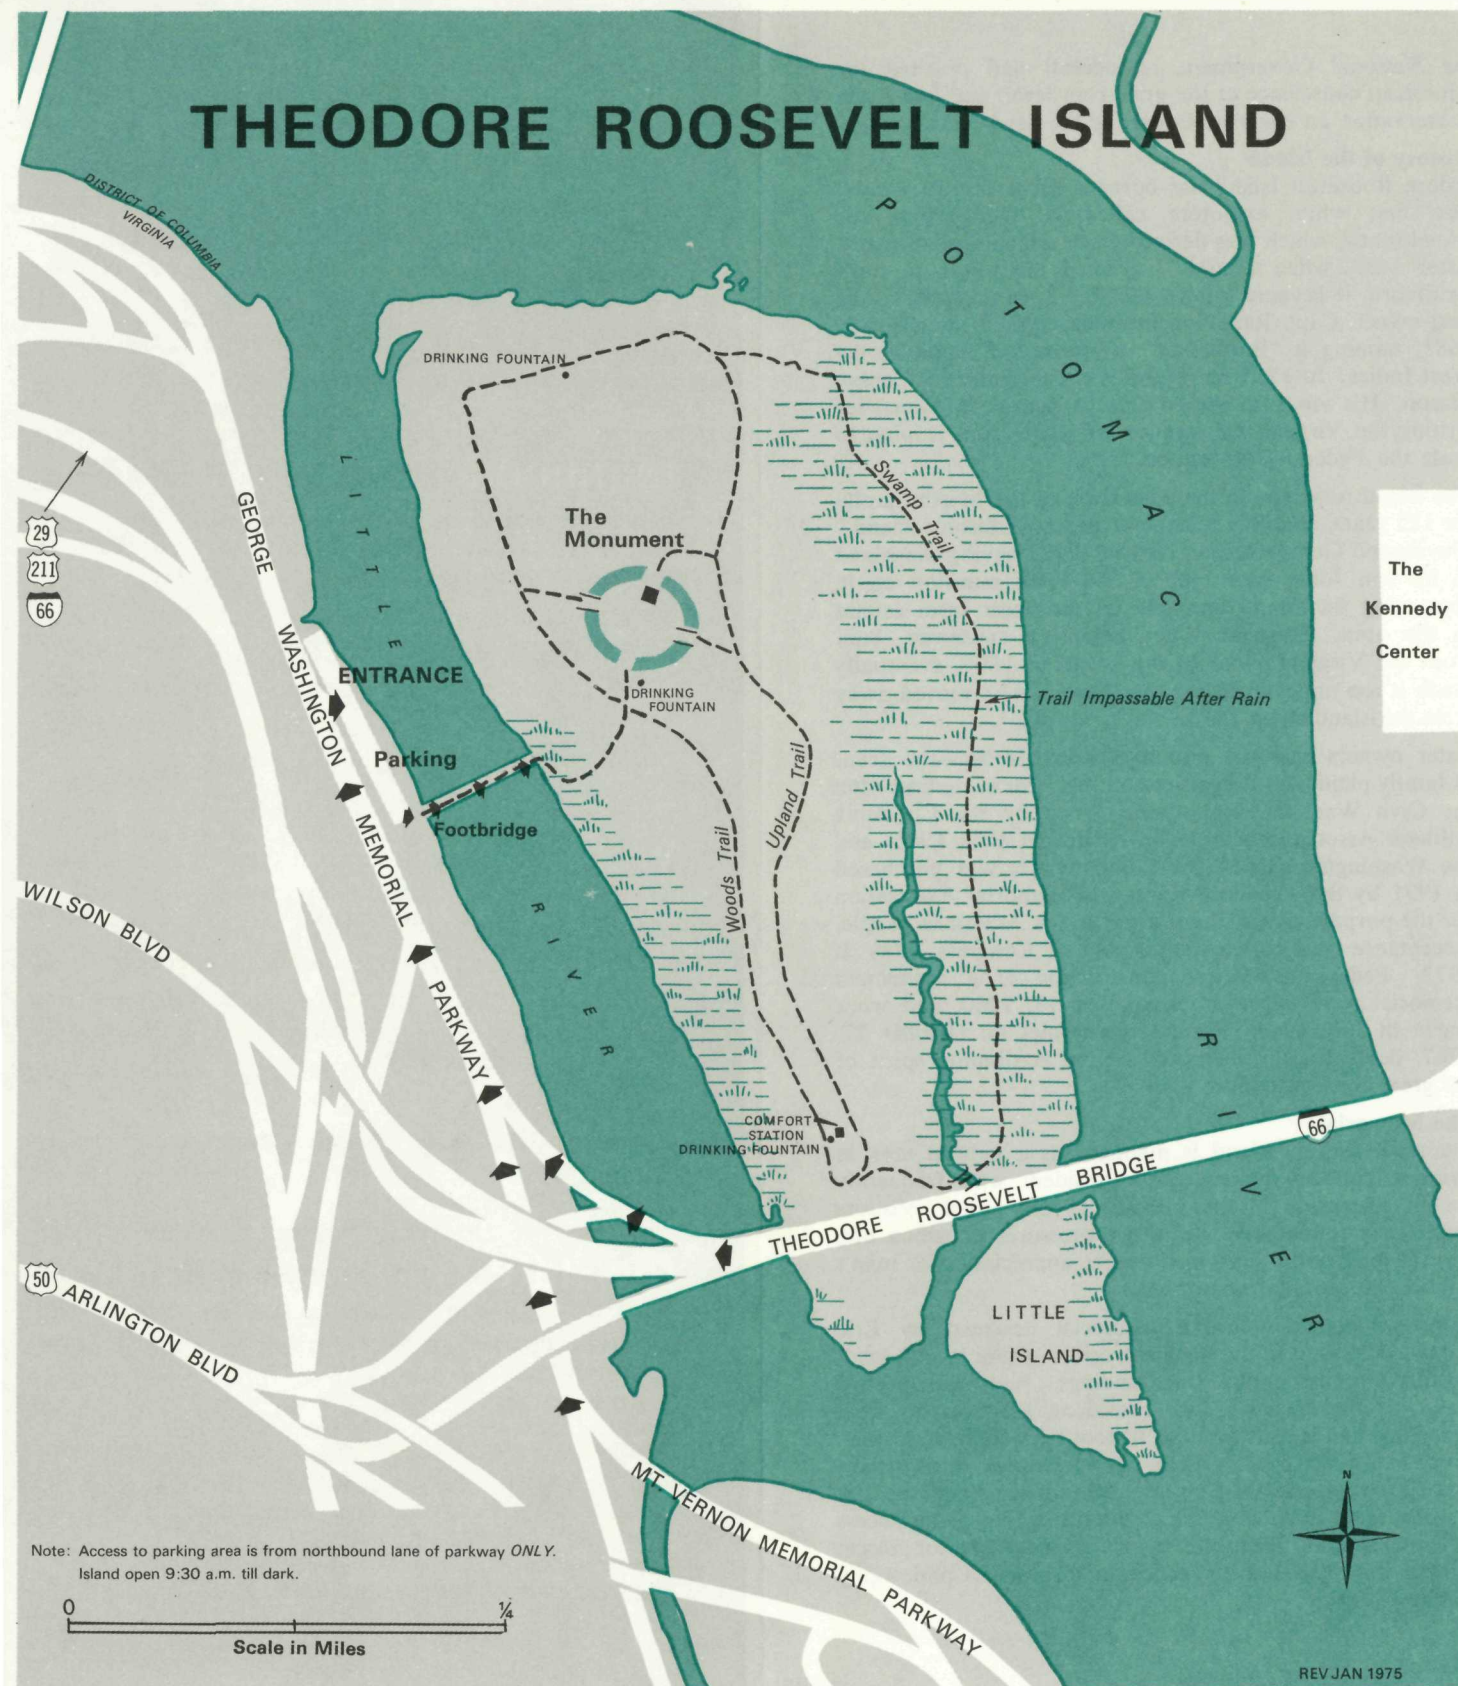 THEODORE ROOSEVELT ISLAND
DISTRICT OF COLUMBIA
VIRGINIA
POTOMAC
RIVER
DRINKING FOUNTAIN
LITTLE
RIVER
The
Monument
Swamp Trail
29
211
66
GEORGE
WASHINGTON
MEMORIAL
PARKWAY
The
Kennedy
Center
ENTRANCE
DRINKING
FOUNTAIN
Trail Impassable After Rain
Parking
Footbridge
Woods Trail
Upland Trail
WILSON BLVD
COMFORT
STATION
DRINKING FOUNTAIN
66
THEODORE ROOSEVELT BRIDGE
50
ARLINGTON BLVD
LITTLE
ISLAND
MT. VERNON MEMORIAL PARKWAY
N
Note: Access to parking area is from northbound lane of parkway ONLY.
Island open 9:30 a.m. till dark.
0 ¼
Scale in Miles
REV JAN 1975